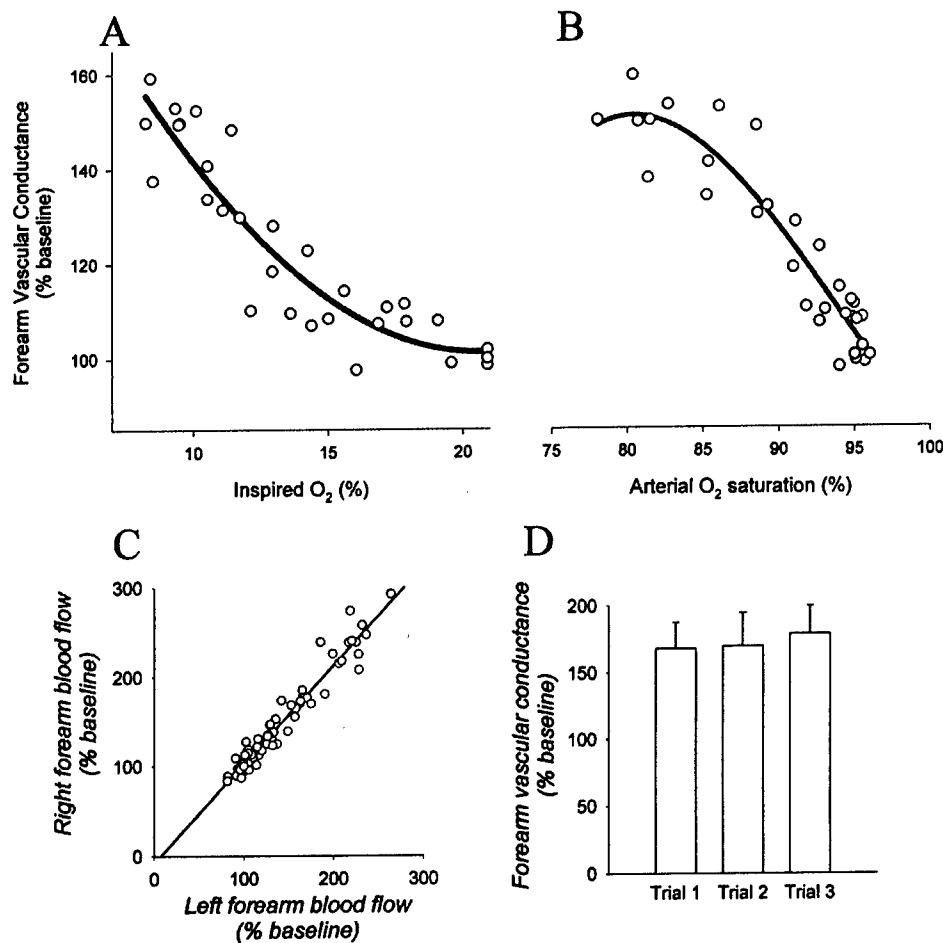 A
B
160
140
120
100
Forearm Vascular Conductance
(% baseline)
10
15
20
Inspired O₂ (%)
75
80
85
90
95
100
Arterial O₂ saturation (%)
C
D
300
200
100
0
Right forearm blood flow
(% baseline)
0
100
200
300
Left forearm blood flow
(% baseline)
200
150
100
50
0
Forearm vascular conductance
(% baseline)
Trial 1
Trial 2
Trial 3